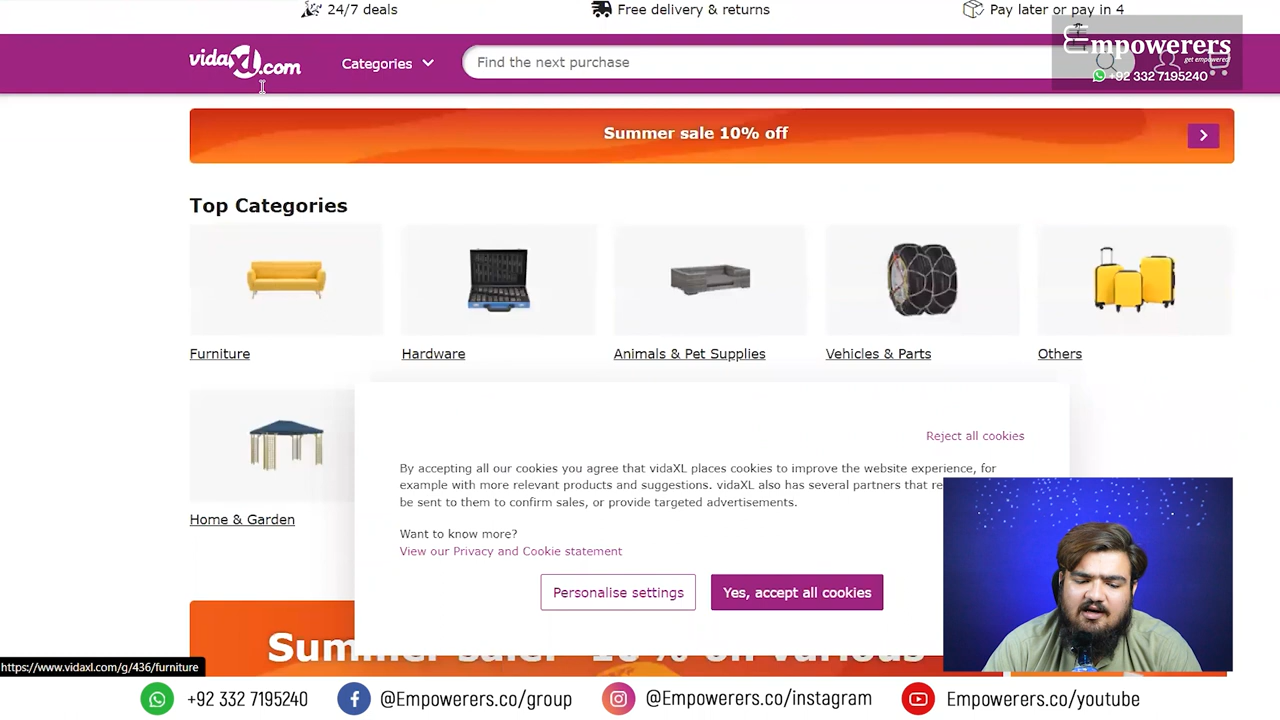 24/7 deals
Free delivery & returns
Pay later or pay in 4
vidaXL.com
Categories
Find the next purchase
Empowerers
get empowered!
+92 332 7195240
Summer sale 10% off
Top Categories
Furniture
Hardware
Animals & Pet Supplies
Vehicles & Parts
Others
Home & Garden
Reject all cookies
By accepting all our cookies you agree that vidaXL places cookies to improve the website experience, for
example with more relevant products and suggestions. vidaXL also has several partners that
be sent to them to confirm sales, or provide targeted advertisements.
Want to know more?
View our Privacy and Cookie statement
Personalise settings
Yes, accept all cookies
https://www.vidaxl.com/g/436/furniture
+92 332 7195240
@Empowerers.co/group
@Empowerers.co/instagram
Empowerers.co/youtube